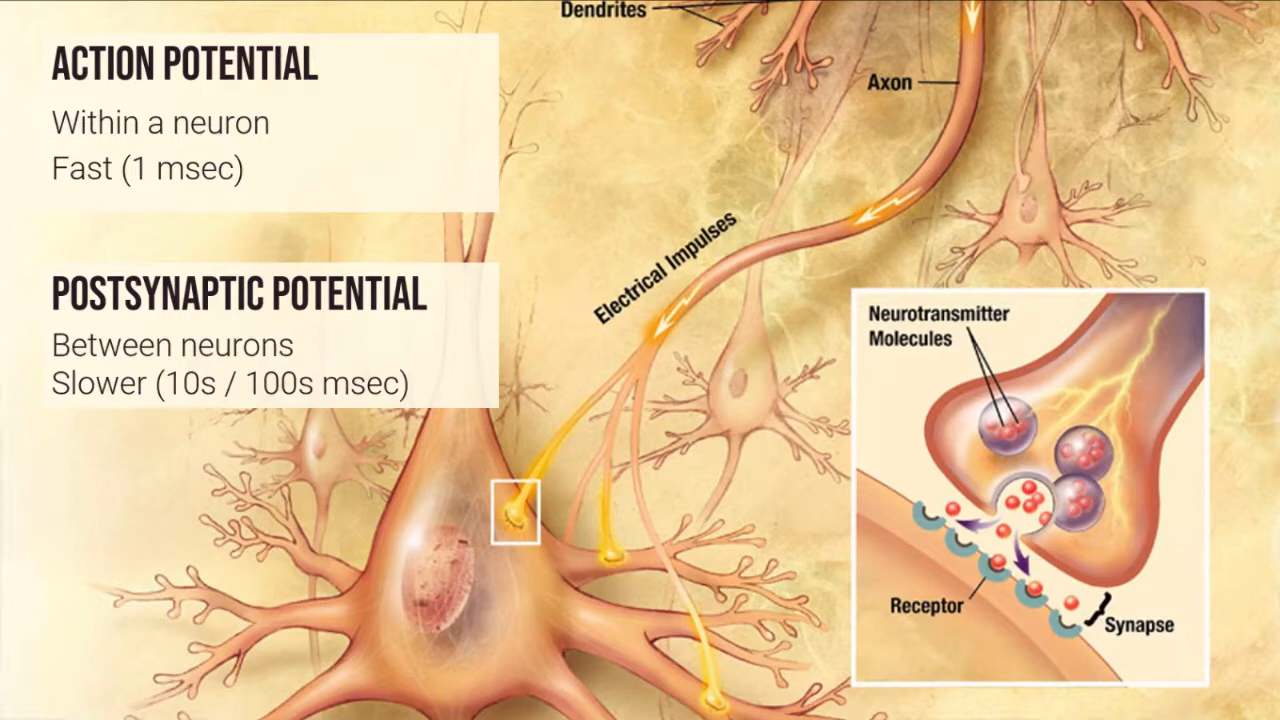 ACTION POTENTIAL
Within a neuron
Fast (1 msec)
POSTSYNAPTIC POTENTIAL
Between neurons
Slower (10s / 100s msec)
Dendrites
Axon
Electrical Impulses
Neurotransmitter
Molecules
Receptor
Synapse